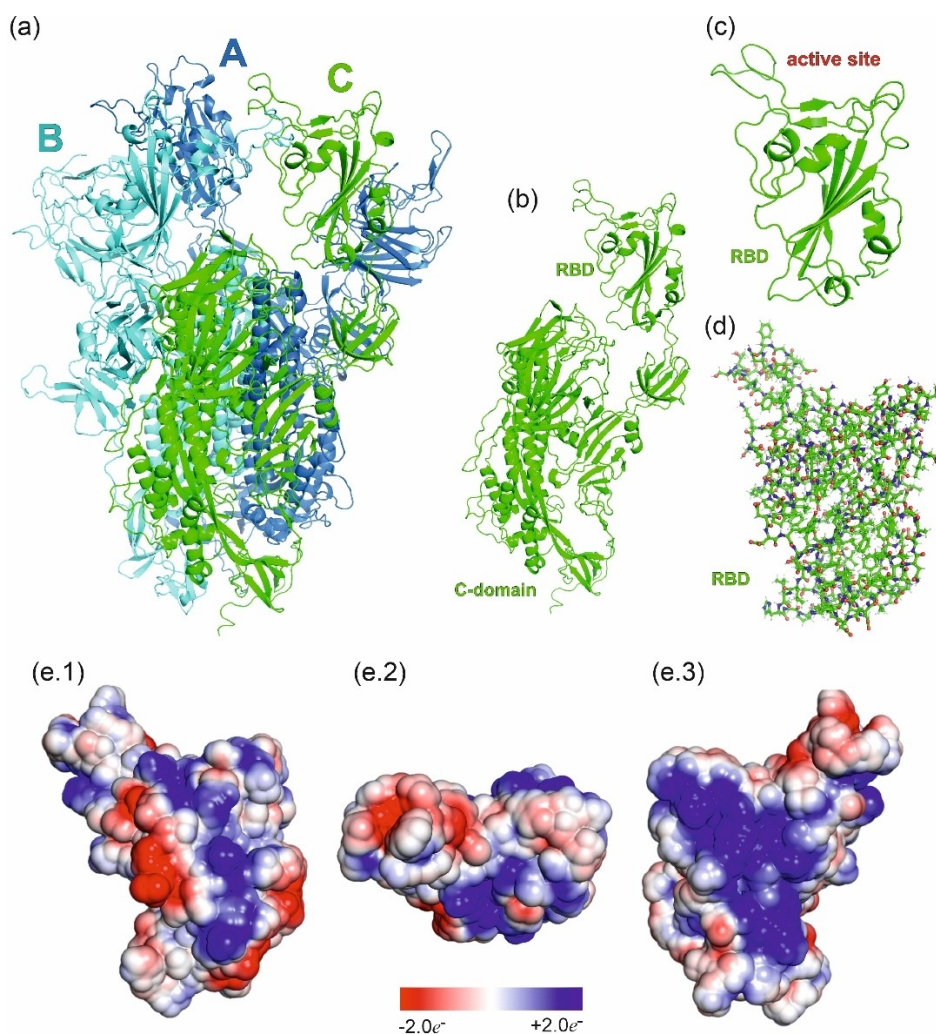 (a)
A
B
C
(b)
RBD
C-domain
(c)
active site
RBD
(d)
RBD
(e.1)
(e.2)
(e.3)
-2.0e⁻
+2.0e⁻